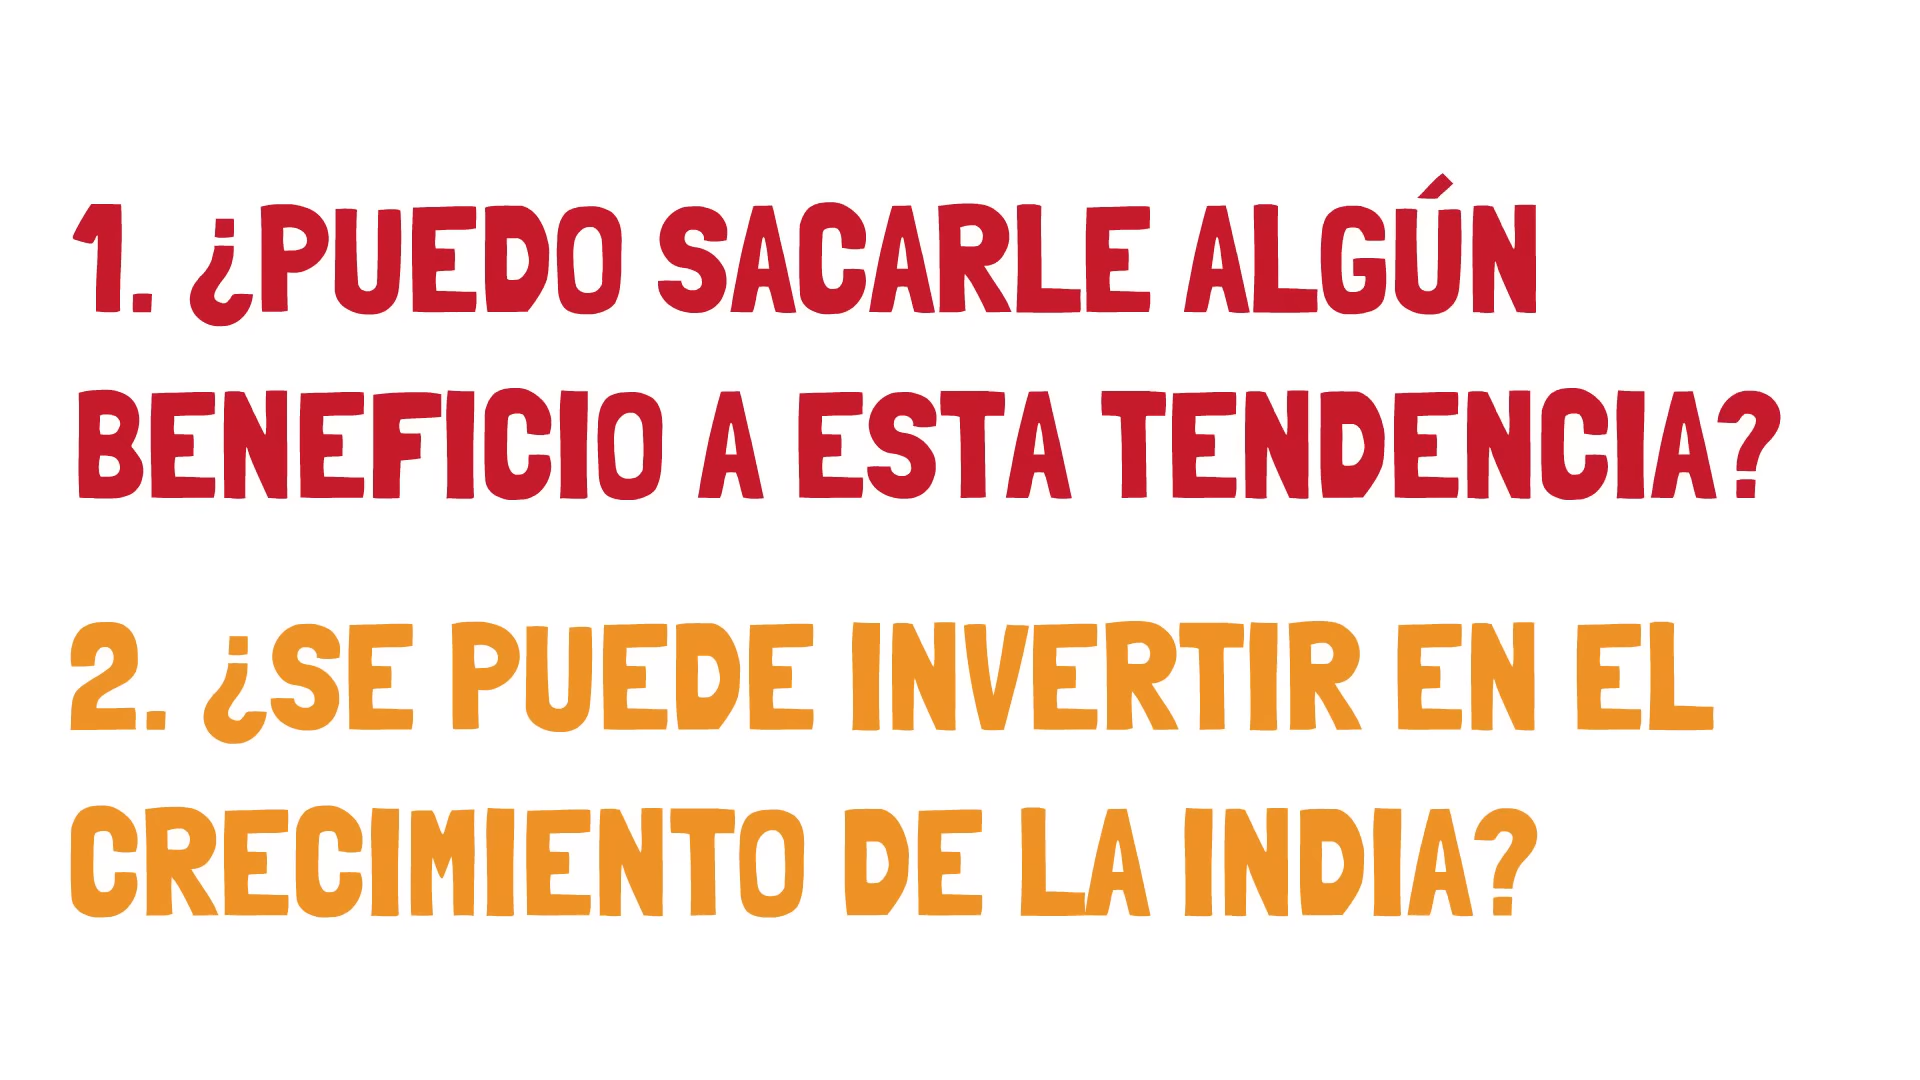 1. ¿PUEDO SACARLE ALGÚN
BENEFICIO A ESTA TENDENCIA?
2. ¿SE PUEDE INVERTIR EN EL
CRECIMIENTO DE LA INDIA?